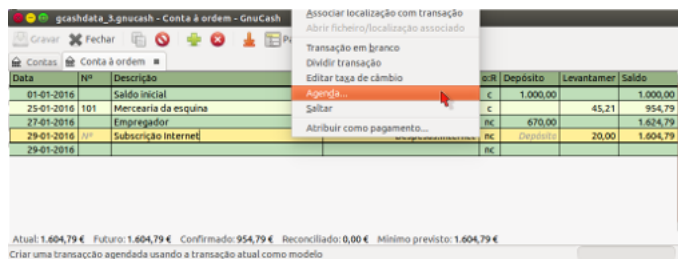 gcashdata_3.gnucash - Conta à ordem - GnuCash
Associar localização com transação
Abrir ficheiro/localização associado
Gravar Fechar
Transação em branco
Contas Conta à ordem
Dividir transação
Editar taxa de câmbio
Data Nº Descrição o:R Depósito Levantamer Saldo
Agenda...
01-01-2016 Saldo inicial c 1.000,00 1.000,00
Saltar
25-01-2016 101 Mercearia da esquina c 45,21 954,79
Atribuir como pagamento...
27-01-2016 Empregador nc 670,00 1.624,79
29-01-2016 Nº Subscrição Internet Despesas:Internet nc Depósito 20,00 1.604,79
29-01-2016 nc
Atual: 1.604,79 € Futuro: 1.604,79 € Confirmado: 954,79 € Reconciliado: 0,00 € Mínimo previsto: 1.604,79 €
Criar uma transacção agendada usando a transação atual como modelo